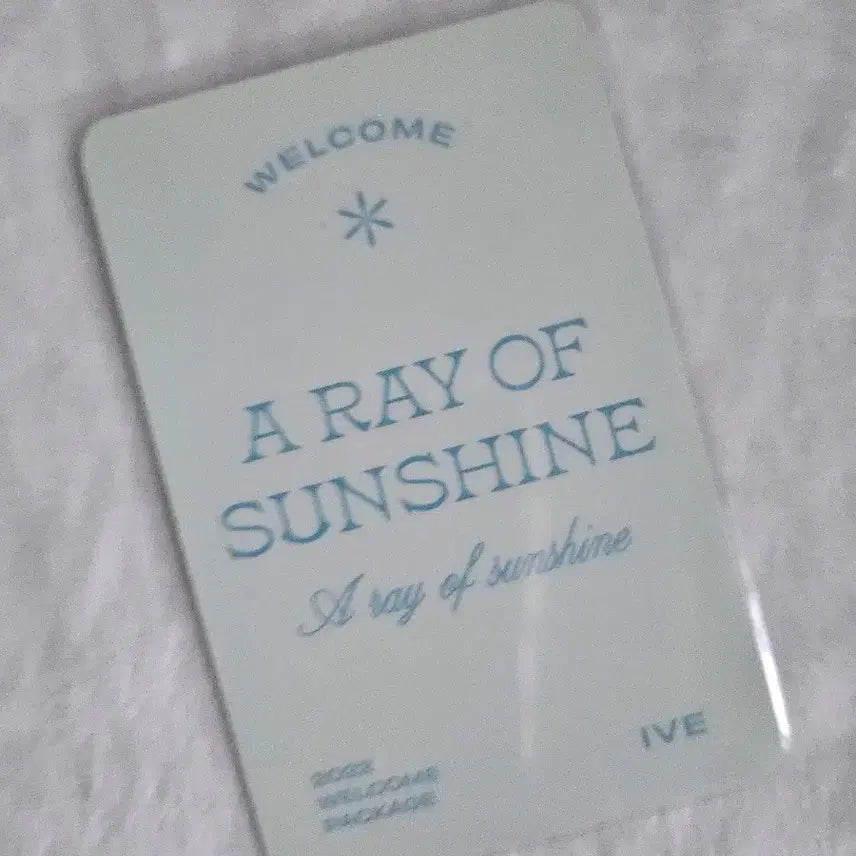 WELCOME
A RAY OF
SUNSHINE
A ray of sunshine
IVE
2022
WELCOME
PACKAGE